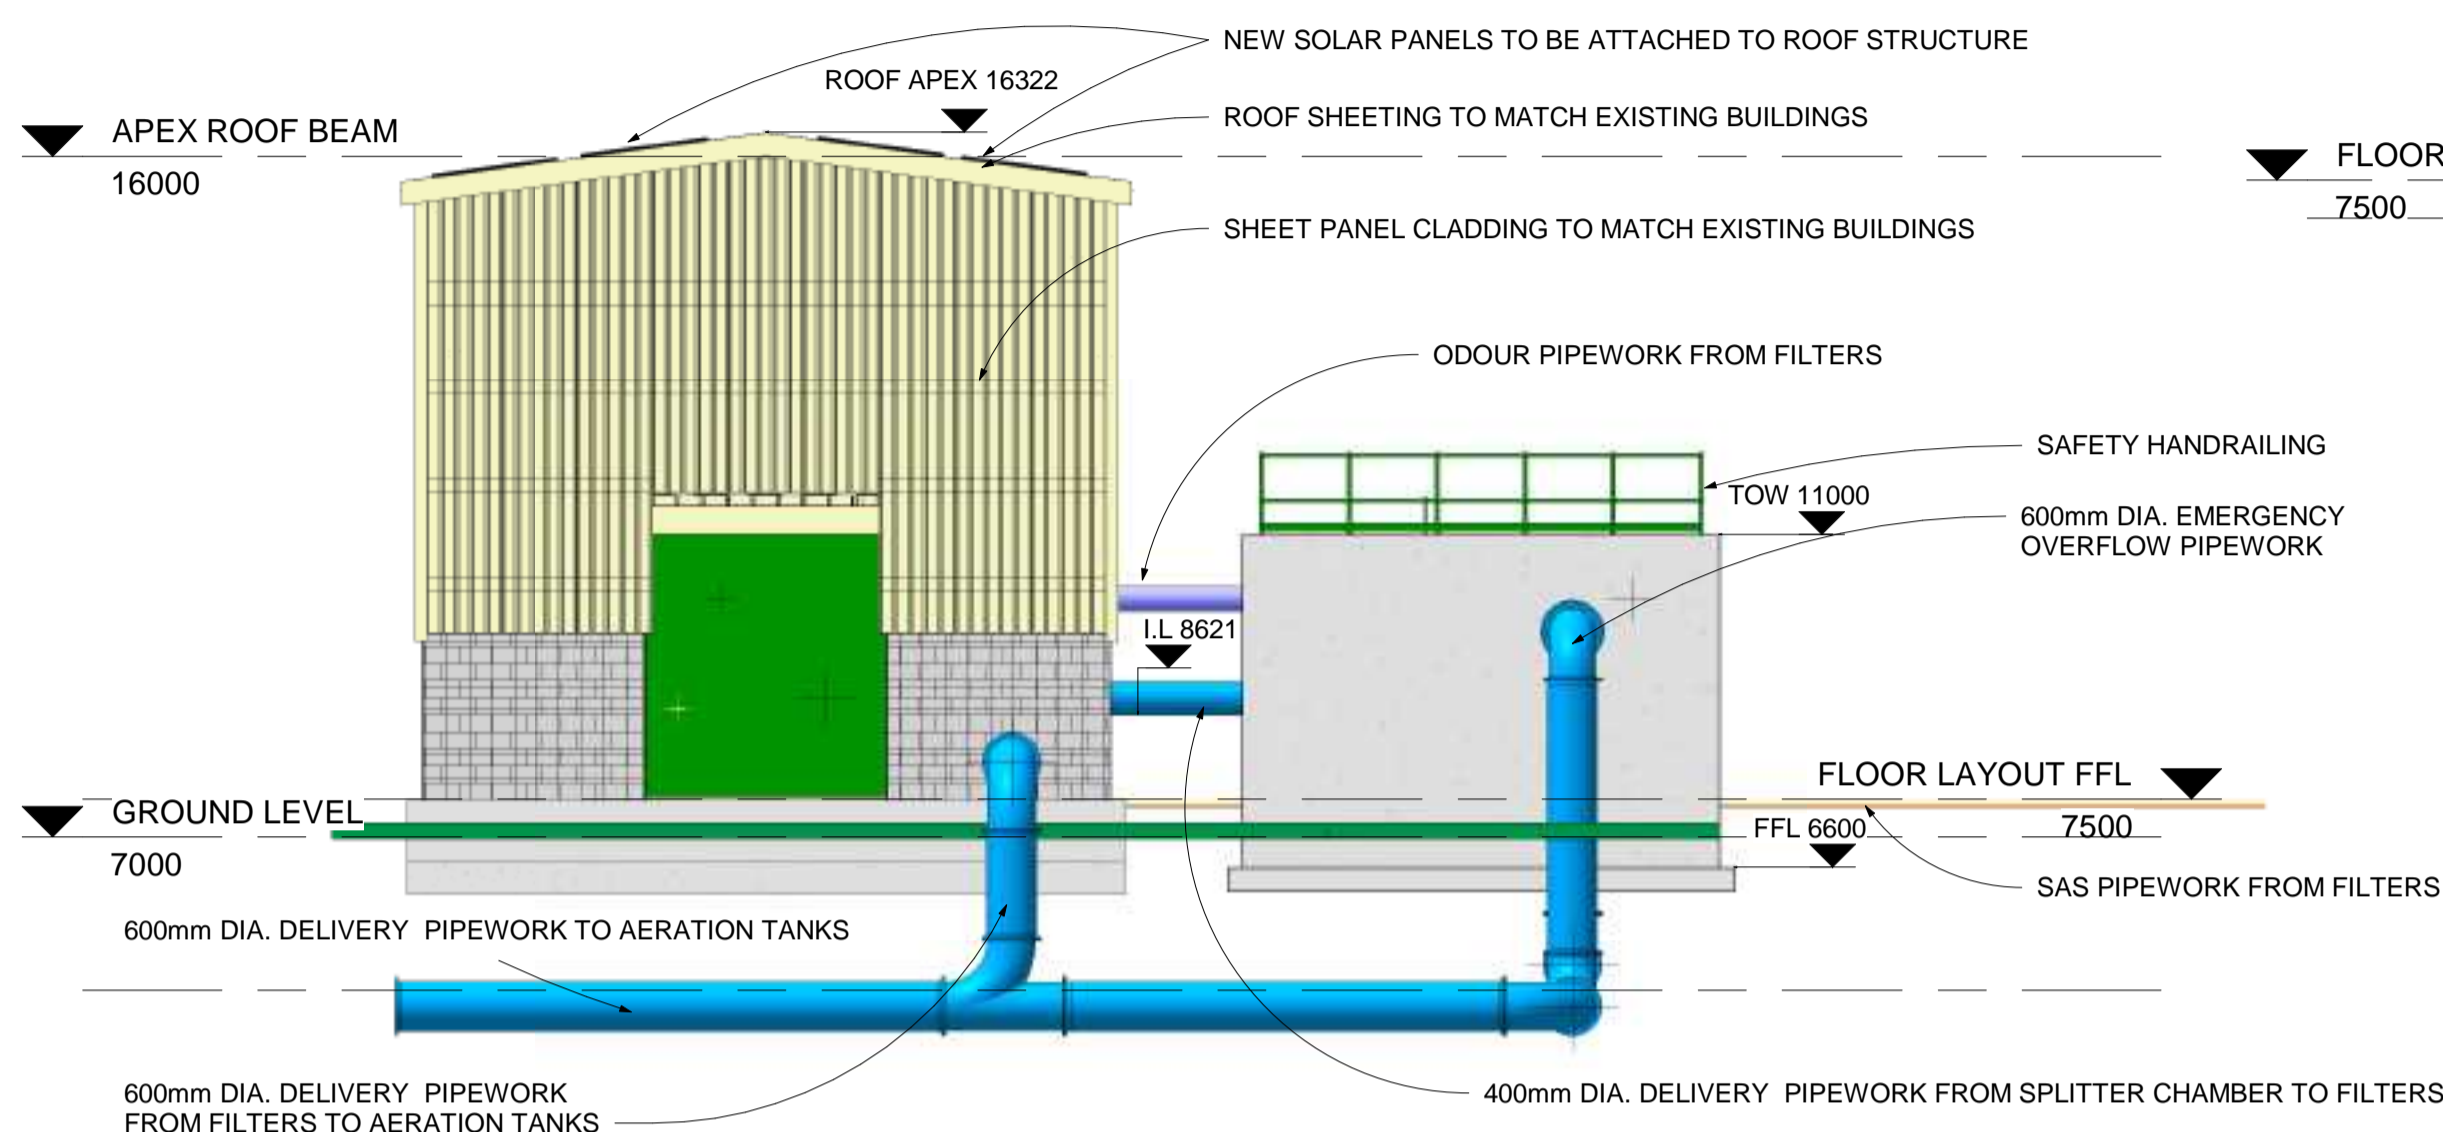 NEW SOLAR PANELS TO BE ATTACHED TO ROOF STRUCTURE
ROOF APEX 16322
ROOF SHEETING TO MATCH EXISTING BUILDINGS
APEX ROOF BEAM
16000
FLOOR
7500
SHEET PANEL CLADDING TO MATCH EXISTING BUILDINGS
ODOUR PIPEWORK FROM FILTERS
SAFETY HANDRAILING
TOW 11000
600mm DIA. EMERGENCY
OVERFLOW PIPEWORK
I.L 8621
FLOOR LAYOUT FFL
7500
GROUND LEVEL
7000
FFL 6600
SAS PIPEWORK FROM FILTERS
600mm DIA. DELIVERY PIPEWORK TO AERATION TANKS
600mm DIA. DELIVERY PIPEWORK
FROM FILTERS TO AERATION TANKS
400mm DIA. DELIVERY PIPEWORK FROM SPLITTER CHAMBER TO FILTERS